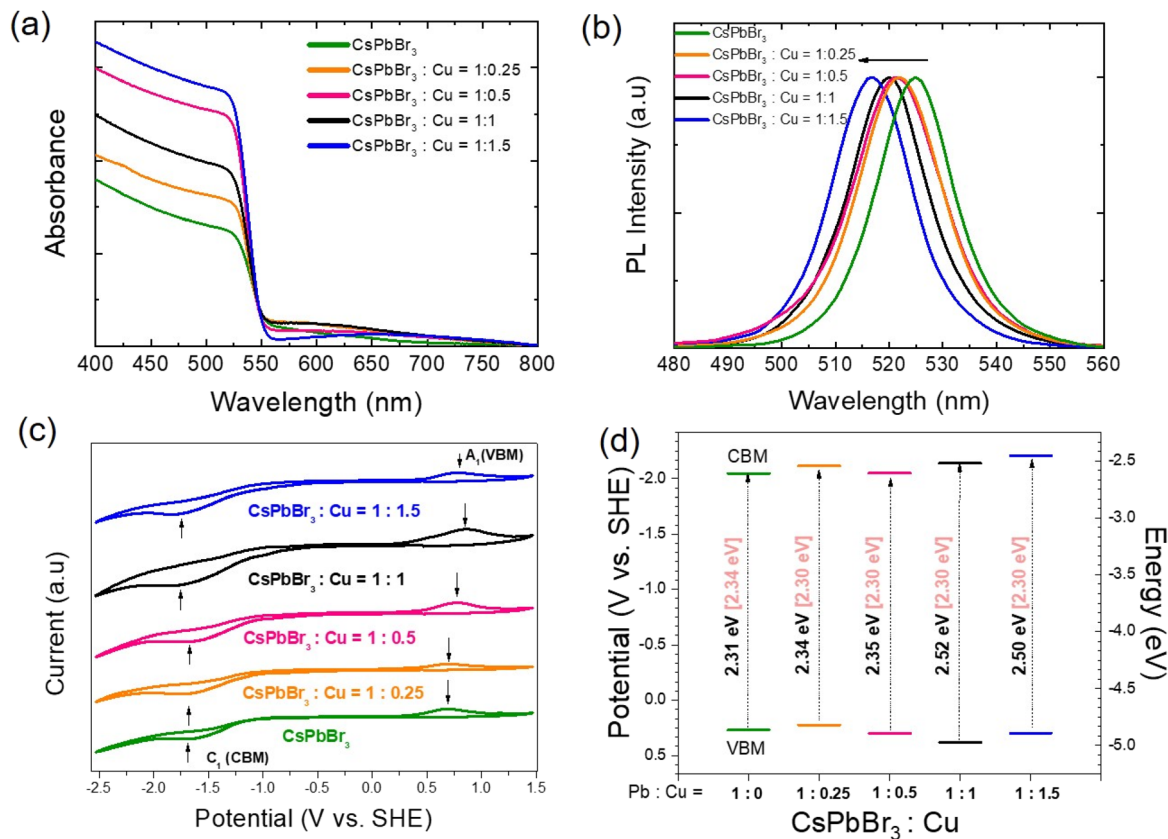 (a)
Absorbance
CsPbBr₃
CsPbBr₃ : Cu = 1:0.25
CsPbBr₃ : Cu = 1:0.5
CsPbBr₃ : Cu = 1:1
CsPbBr₃ : Cu = 1:1.5
400 450 500 550 600 650 700 750 800
Wavelength (nm)
(b)
PL Intensity (a.u)
CsPbBr₃
CsPbBr₃ : Cu = 1:0.25
CsPbBr₃ : Cu = 1:0.5
CsPbBr₃ : Cu = 1:1
CsPbBr₃ : Cu = 1:1.5
480 490 500 510 520 530 540 550 560
Wavelength (nm)
(c)
Current (a.u)
A₁(VBM)
CsPbBr₃ : Cu = 1 : 1.5
CsPbBr₃ : Cu = 1 : 1
CsPbBr₃ : Cu = 1 : 0.5
CsPbBr₃ : Cu = 1 : 0.25
CsPbBr₃
C₁ (CBM)
-2.5 -2.0 -1.5 -1.0 -0.5 0.0 0.5 1.0 1.5
Potential (V vs. SHE)
(d)
Potential (V vs. SHE)
-2.0
-1.5
-1.0
-0.5
0.0
0.5
CBM
2.31 eV [2.34 eV]
2.34 eV [2.30 eV]
2.35 eV [2.30 eV]
2.52 eV [2.30 eV]
2.50 eV [2.30 eV]
VBM
-2.5
-3.0
-3.5
-4.0
-4.5
-5.0
Energy (eV)
Pb : Cu = 1 : 0 1 : 0.25 1 : 0.5 1 : 1 1 : 1.5
CsPbBr₃ : Cu